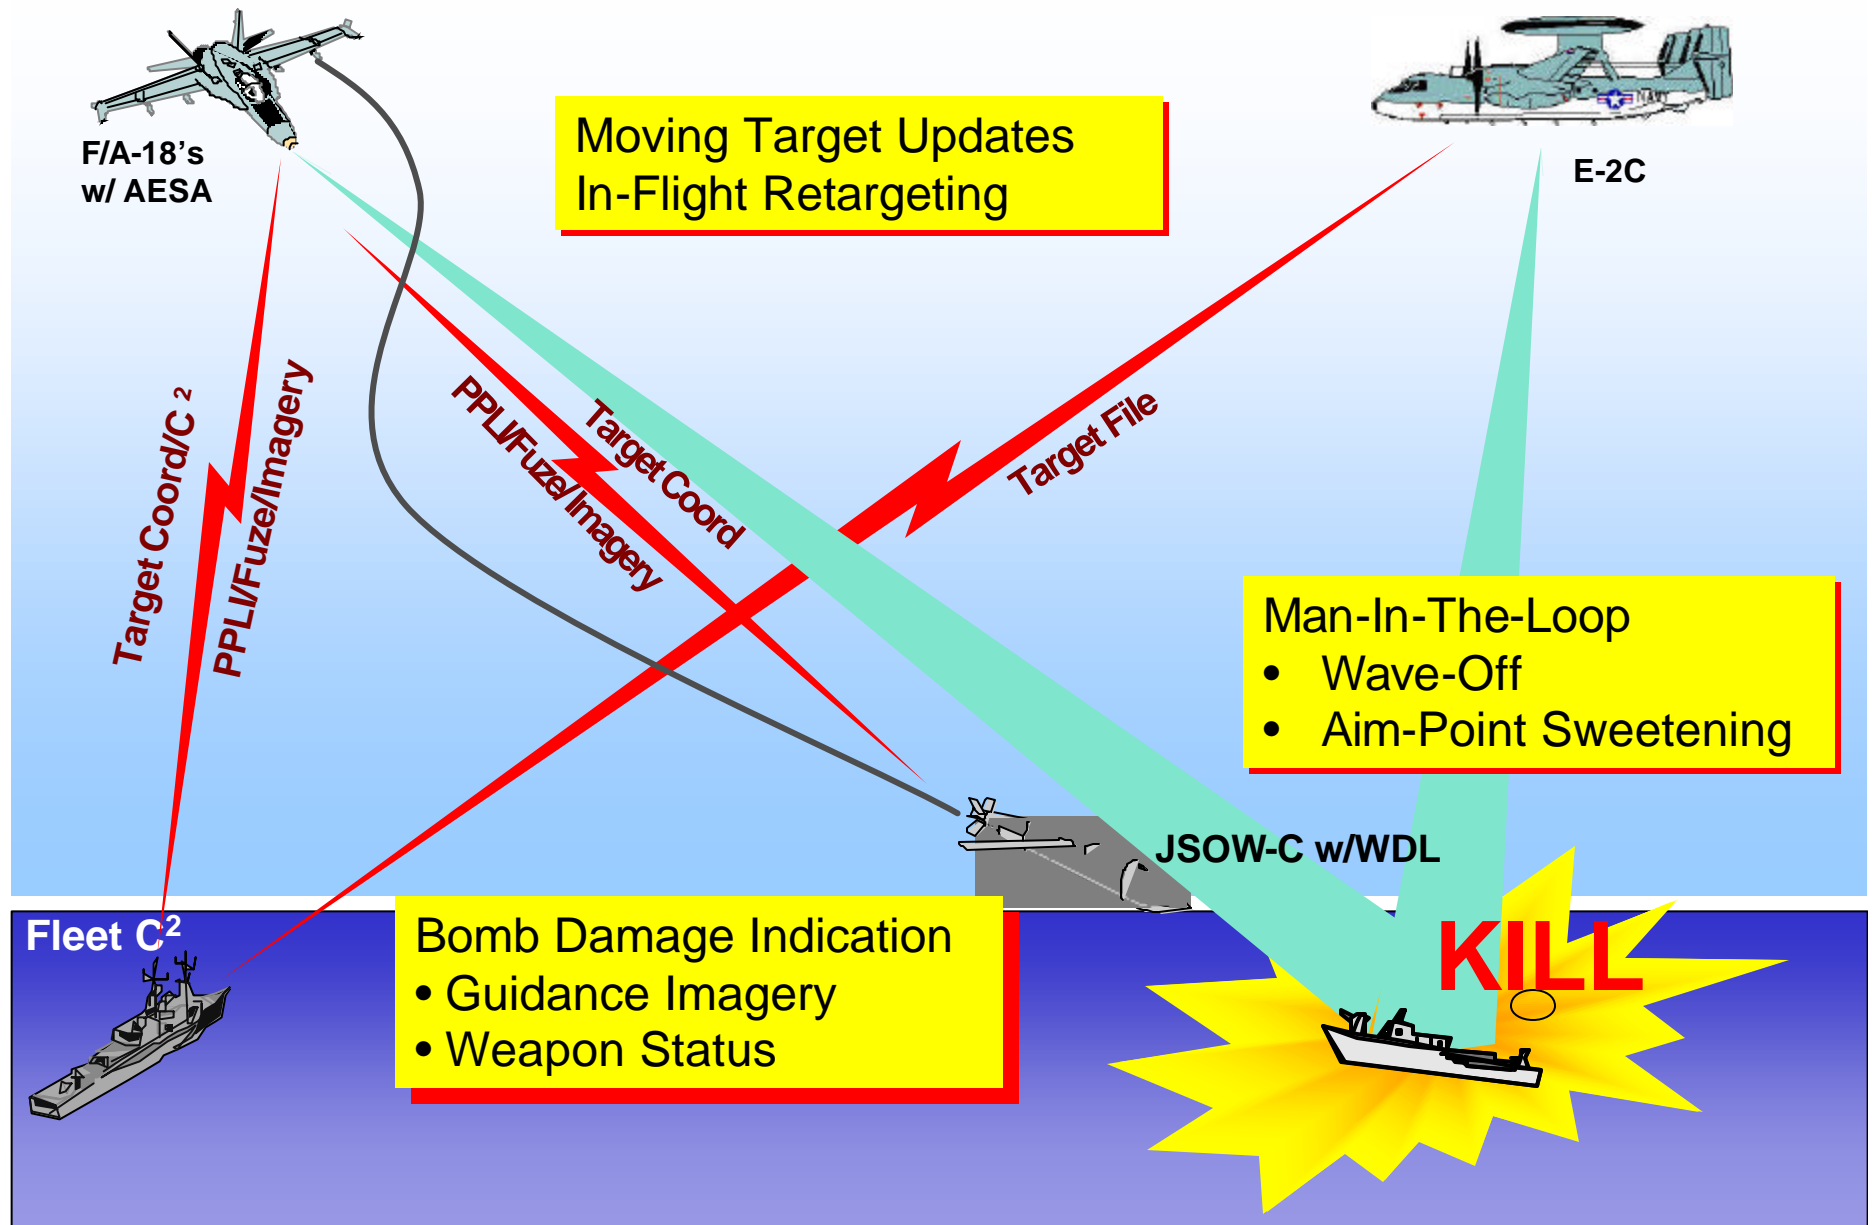 F/A-18's
w/ AESA
Moving Target Updates
In-Flight Retargeting
NAVY
E-2C
Target Coord/C 2
PPLI/Fuze/Imagery
PPLI/Fuze/Imagery
Target Coord
Target File
Man-In-The-Loop
• Wave-Off
• Aim-Point Sweetening
JSOW-C w/WDL
Fleet C2
Bomb Damage Indication
• Guidance Imagery
• Weapon Status
KILL